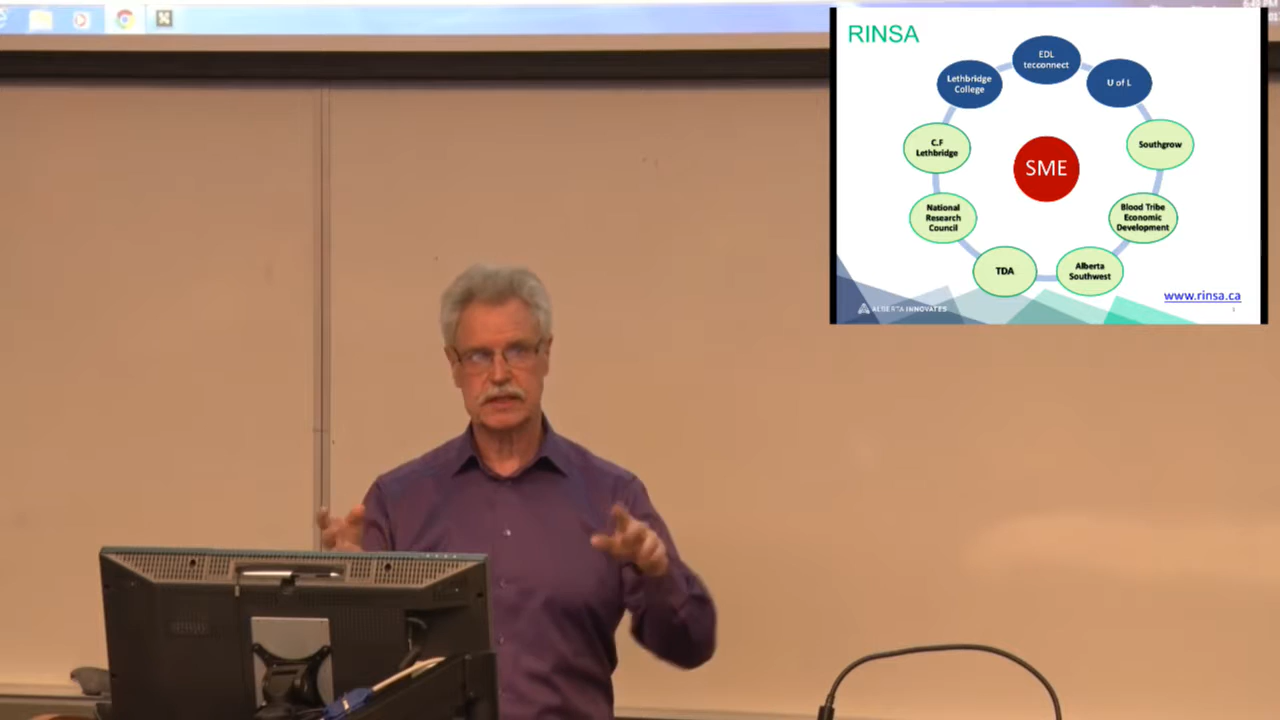 RINSA
EDL
tecconnect
Lethbridge
College
U of L
C.F
Lethbridge
Southgrow
SME
National
Research
Council
Blood Tribe
Economic
Development
TDA
Alberta
Southwest
www.rinsa.ca
ALBERTA INNOVATES